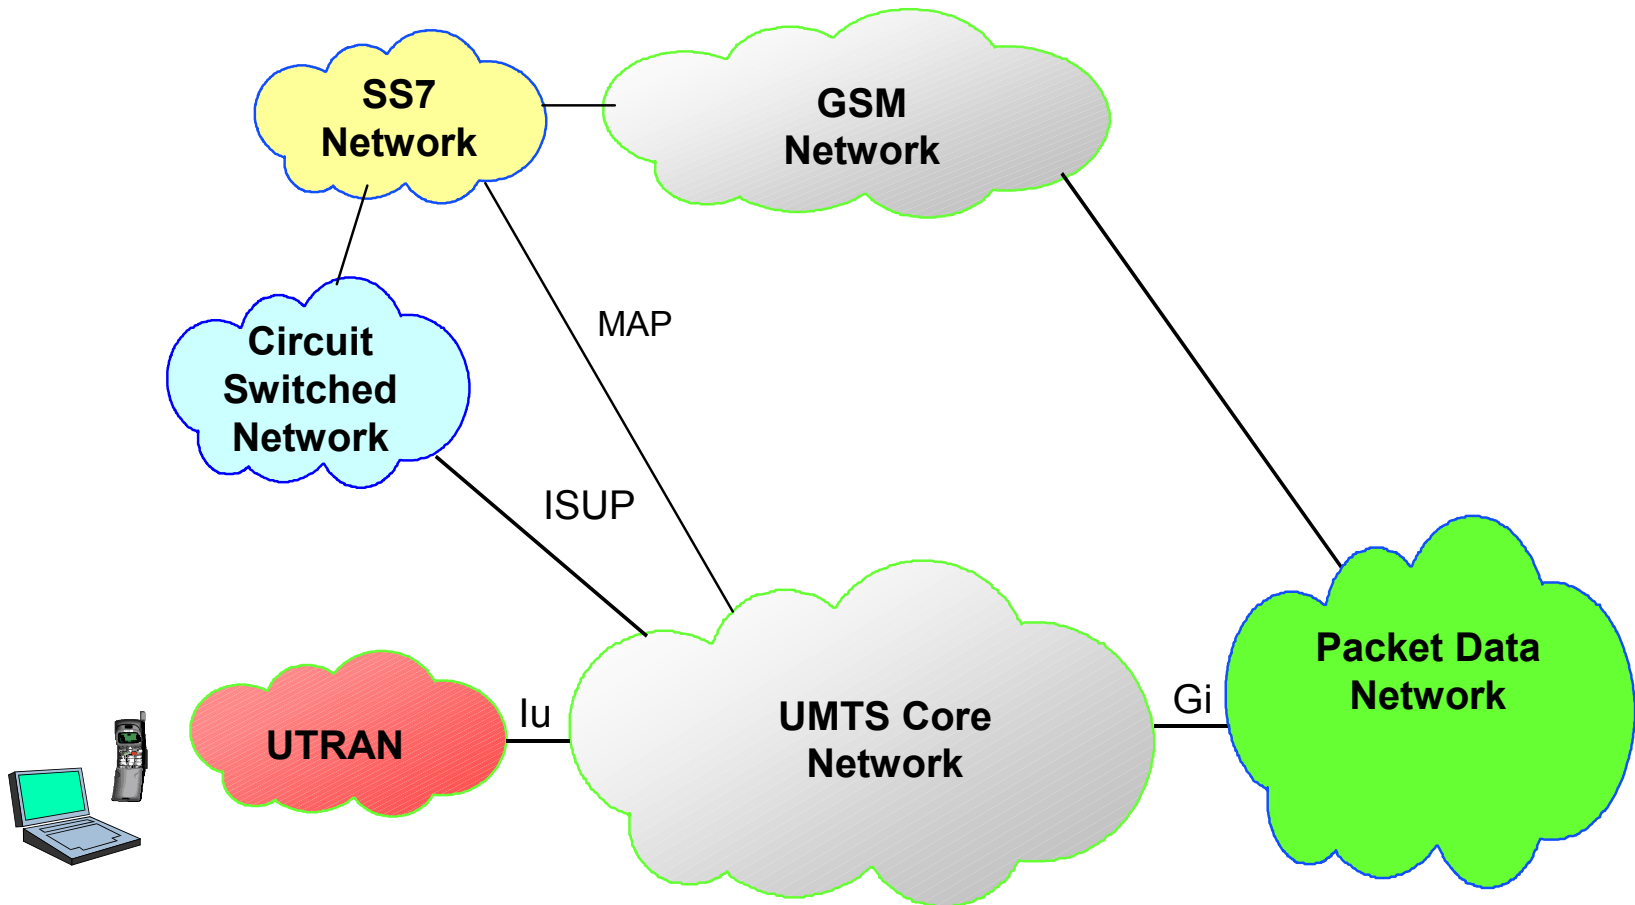 SS7
Network
GSM
Network
MAP
Circuit
Switched
Network
ISUP
Packet Data
Network
UTRAN
Iu
UMTS Core
Network
Gi